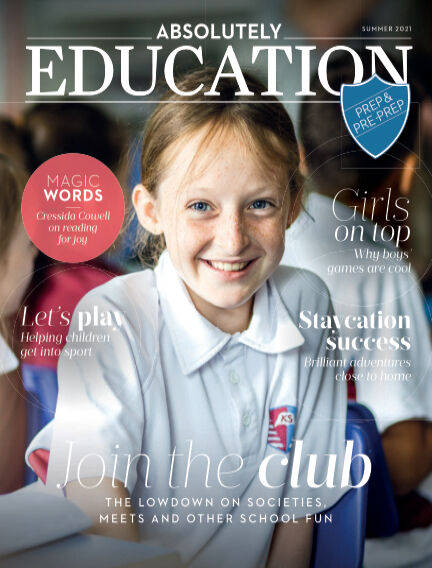 ABSOLUTELY
SUMMER 2021
EDUCATION
PREP &
PRE-PREP
MAGIC
WORDS
Cressida Cowell
on reading
for joy
Girls
on top
Why boys'
games are cool
Let's play
Helping children
get into sport
Staycation
success
Brilliant adventures
close to home
KS
Join the club
THE LOWDOWN ON SOCIETIES,
MEETS AND OTHER SCHOOL FUN